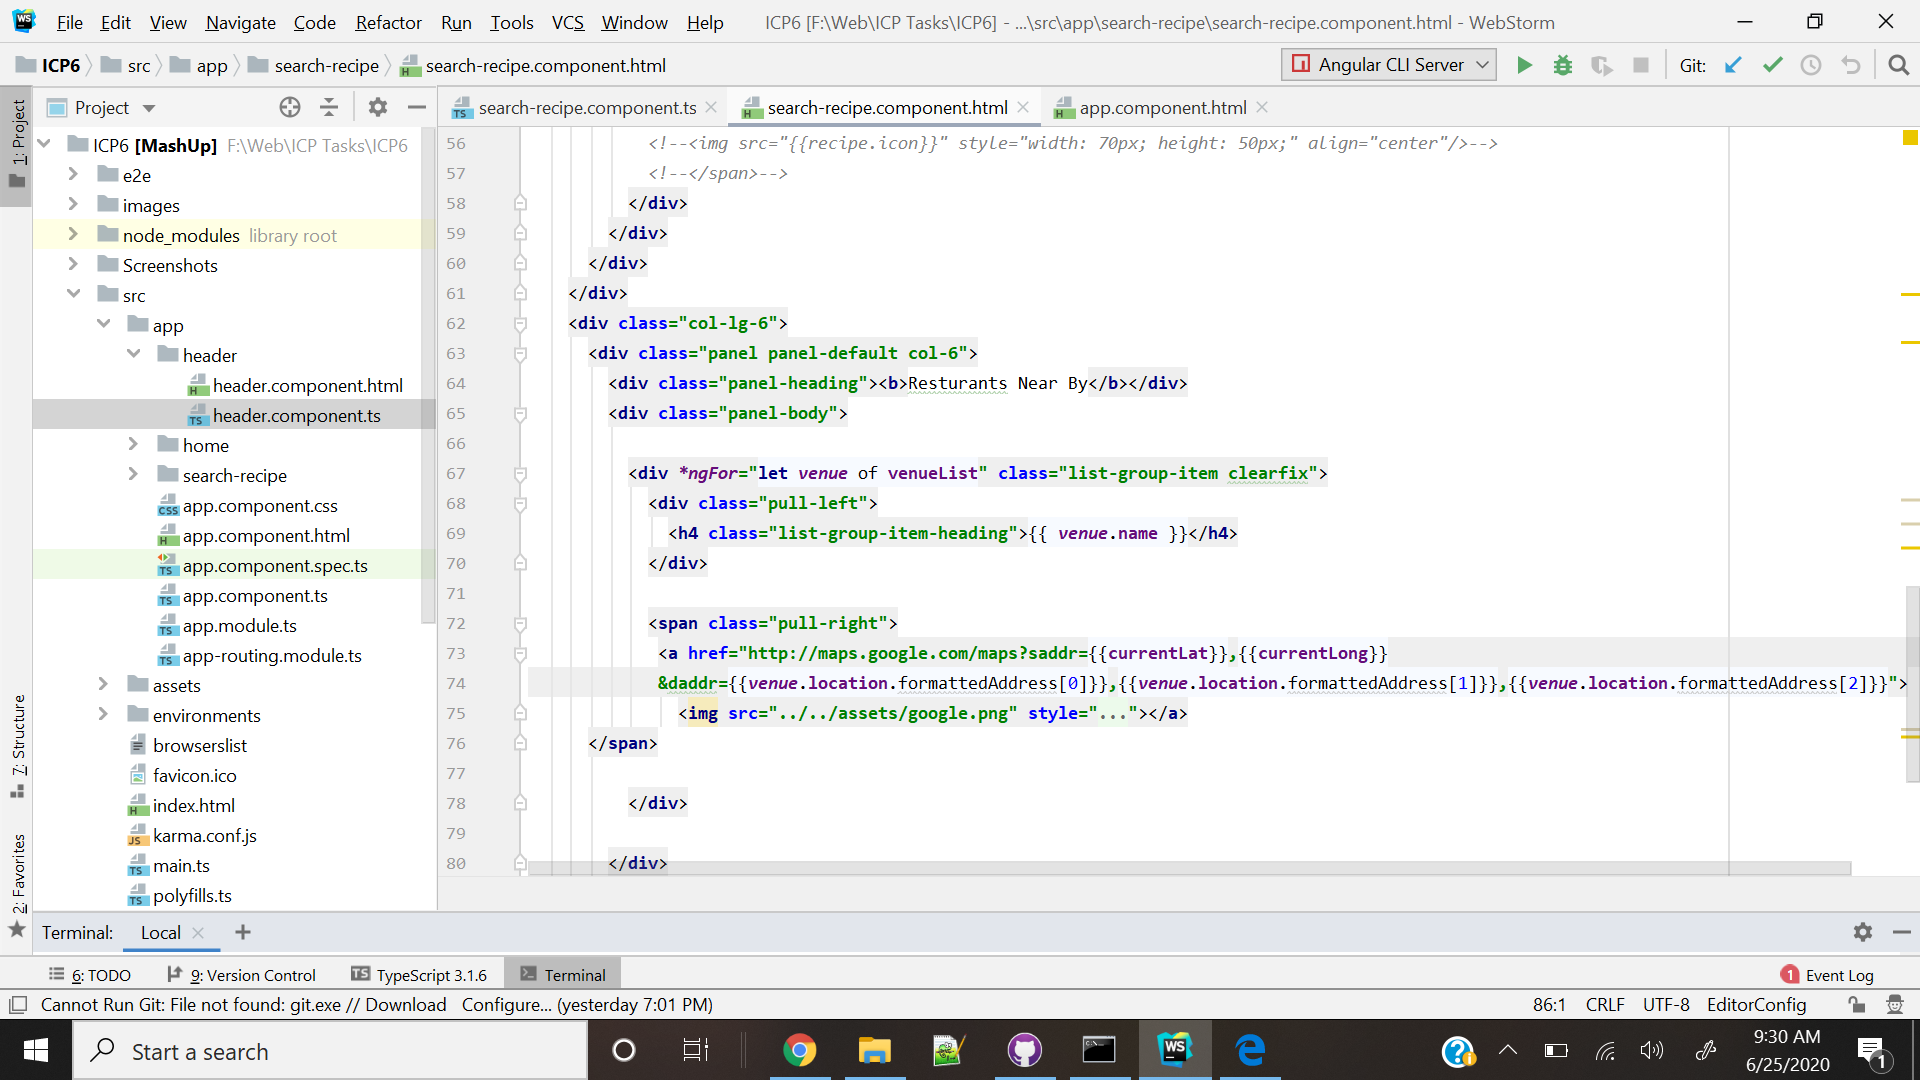 File Edit View Navigate Code Refactor Run Tools VCS Window Help ICP6 [F:\Web\ICP Tasks\ICP6] - ...\src\app\search-recipe\search-recipe.component.html - WebStorm
ICP6 src app search-recipe search-recipe.component.html Angular CLI Server Git:
1: Project
Project
search-recipe.component.ts search-recipe.component.html app.component.html
ICP6 [MashUp] F:\Web\ICP Tasks\ICP6
e2e
images
node_modules library root
Screenshots
src
app
header
header.component.html
header.component.ts
home
search-recipe
app.component.css
app.component.html
app.component.spec.ts
app.component.ts
app.module.ts
app-routing.module.ts
assets
environments
browserslist
favicon.ico
index.html
karma.conf.js
main.ts
polyfills.ts
7: Structure
2: Favorites
56 <!--<img src="{{recipe.icon}}" style="width: 70px; height: 50px;" align="center"/>-->
57 <!--</span>-->
58 </div>
59 </div>
60 </div>
61 </div>
62 <div class="col-lg-6">
63 <div class="panel panel-default col-6">
64 <div class="panel-heading"><b>Resturants Near By</b></div>
65 <div class="panel-body">
66
67 <div *ngFor="let venue of venueList" class="list-group-item clearfix">
68 <div class="pull-left">
69 <h4 class="list-group-item-heading">{{ venue.name }}</h4>
70 </div>
71
72 <span class="pull-right">
73 <a href="http://maps.google.com/maps?saddr={{currentLat}},{{currentLong}}
74 &daddr={{venue.location.formattedAddress[0]}},{{venue.location.formattedAddress[1]}},{{venue.location.formattedAddress[2]}}">
75 <img src="../../assets/google.png" style="..."></a>
76 </span>
77
78 </div>
79
80 </div>
Terminal: Local
6: TODO 9: Version Control TypeScript 3.1.6 Terminal 1 Event Log
Cannot Run Git: File not found: git.exe // Download Configure... (yesterday 7:01 PM) 86:1 CRLF UTF-8 EditorConfig
Start a search
9:30 AM
6/25/2020
1